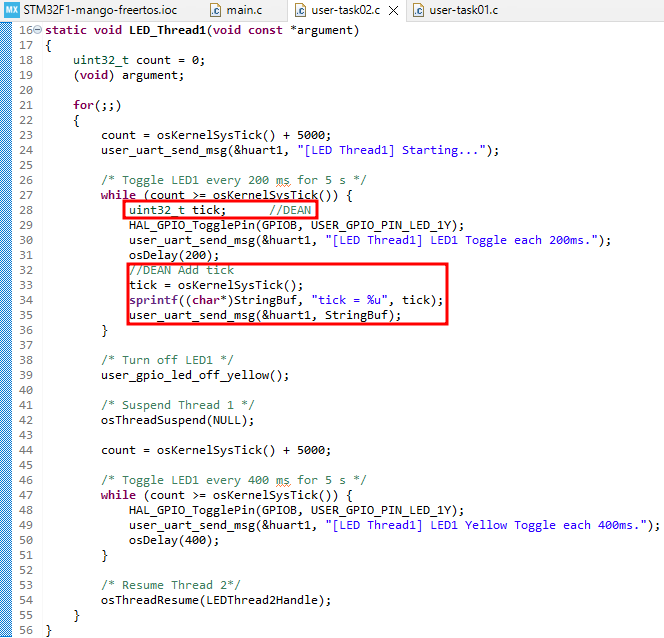 MX STM32F1-mango-freertos.ioc .c main.c .c user-task02.c .c user-task01.c
16 static void LED_Thread1(void const *argument)
17 {
18     uint32_t count = 0;
19     (void) argument;
20
21     for(;;)
22     {
23         count = osKernelSysTick() + 5000;
24         user_uart_send_msg(&huart1, "[LED Thread1] Starting...");
25
26         /* Toggle LED1 every 200 ms for 5 s */
27         while (count >= osKernelSysTick()) {
28             uint32_t tick;      //DEAN
29             HAL_GPIO_TogglePin(GPIOB, USER_GPIO_PIN_LED_1Y);
30             user_uart_send_msg(&huart1, "[LED Thread1] LED1 Toggle each 200ms.");
31             osDelay(200);
32             //DEAN Add tick
33             tick = osKernelSysTick();
34             sprintf((char*)StringBuf, "tick = %u", tick);
35             user_uart_send_msg(&huart1, StringBuf);
36         }
37
38         /* Turn off LED1 */
39         user_gpio_led_off_yellow();
40
41         /* Suspend Thread 1 */
42         osThreadSuspend(NULL);
43
44         count = osKernelSysTick() + 5000;
45
46         /* Toggle LED1 every 400 ms for 5 s */
47         while (count >= osKernelSysTick()) {
48             HAL_GPIO_TogglePin(GPIOB, USER_GPIO_PIN_LED_1Y);
49             user_uart_send_msg(&huart1, "[LED Thread1] LED1 Yellow Toggle each 400ms.");
50             osDelay(400);
51         }
52
53         /* Resume Thread 2*/
54         osThreadResume(LEDThread2Handle);
55     }
56 }